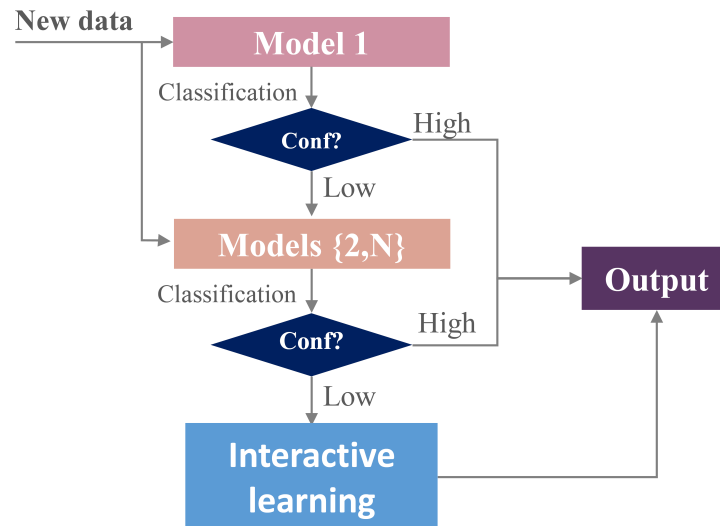 New data
Model 1
Classification
Conf?
High
Low
Models {2,N}
Classification
Output
Conf?
High
Low
Interactive
learning